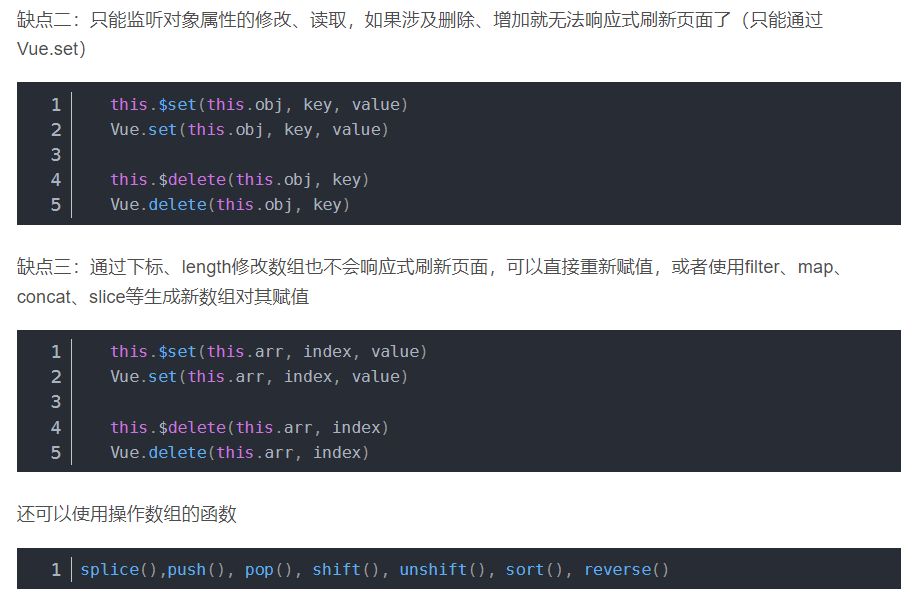 缺点二：只能监听对象属性的修改、读取，如果涉及删除、增加就无法响应式刷新页面了（只能通过
Vue.set）
1 this.$set(this.obj, key, value)
2 Vue.set(this.obj, key, value)
3
4 this.$delete(this.obj, key)
5 Vue.delete(this.obj, key)
缺点三：通过下标、length修改数组也不会响应式刷新页面，可以直接重新赋值，或者使用filter、map、
concat、slice等生成新数组对其赋值
1 this.$set(this.arr, index, value)
2 Vue.set(this.arr, index, value)
3
4 this.$delete(this.arr, index)
5 Vue.delete(this.arr, index)
还可以使用操作数组的函数
1 splice(),push(), pop(), shift(), unshift(), sort(), reverse()